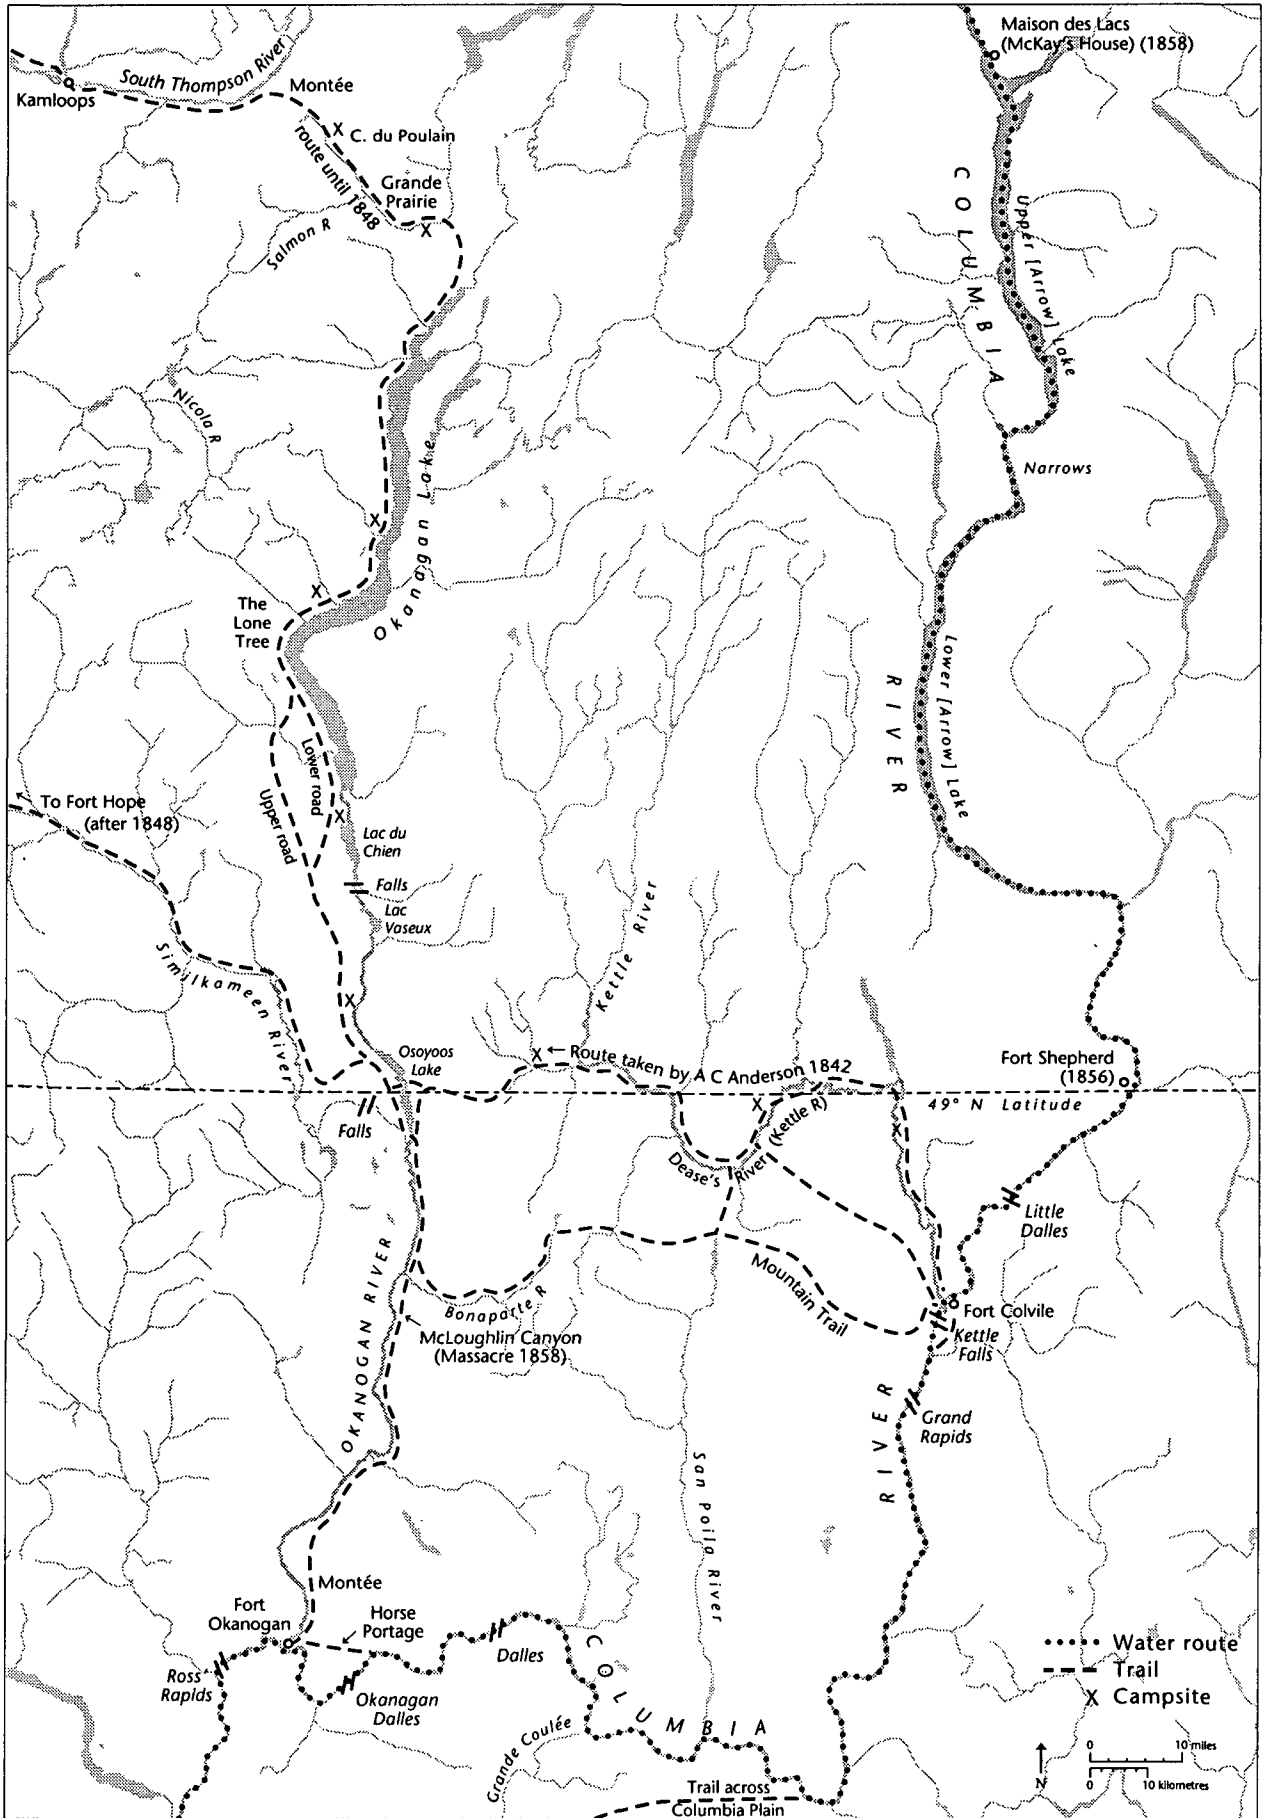 Maison des Lacs
(McKay's House) (1858)
South Thompson River
Montée
Kamloops
C. du Poulain
X
route until 1848
Grande
Prairie
X
Salmon R
COLUMBIA
Upper [Arrow] Lake
Nicola R
Okanagan Lake
Narrows
X
X
The
Lone
Tree
Lower [Arrow] Lake
RIVER
Lower road
Upper road
To Fort Hope
(after 1848)
X
Lac du
Chien
Falls
Lac
Vaseux
Kettle River
Similkameen River
X
Osoyoos
Lake
X ← Route taken by A C Anderson 1842
Fort Shepherd
(1856)
49° N Latitude
Falls
X
(Kettle R)
X
Dease's River
Little
Dalles
OKANOGAN RIVER
Mountain Trail
Bonaparte R
Fort Colvile
McLoughlin Canyon
(Massacre 1858)
Kettle
Falls
RIVER
Grand
Rapids
San Poila River
Montée
Fort
Okanogan
Horse
Portage
Dalles
Ross'
Rapids
Okanagan
Dalles
COLUMBIA
Grande Coulée
Trail across
Columbia Plain
Water route
Trail
X Campsite
N
0 10 miles
0 10 kilometres